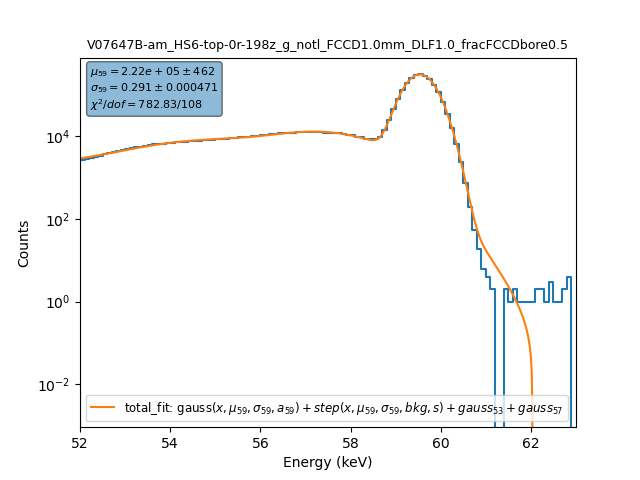 V07647B-am_HS6-top-0r-198z_g_notl_FCCD1.0mm_DLF1.0_fracFCCDbore0.5
μ₅₉ = 2.22e + 05 ± 462
σ₅₉ = 0.291 ± 0.000471
χ²/dof = 782.83/108
10⁴
10²
10⁰
10⁻²
Counts
total_fit: gauss(x, μ₅₉, σ₅₉, a₅₉) + step(x, μ₅₉, σ₅₉, bkg, s) + gauss₅₃ + gauss₅₇
52 54 56 58 60 62
Energy (keV)